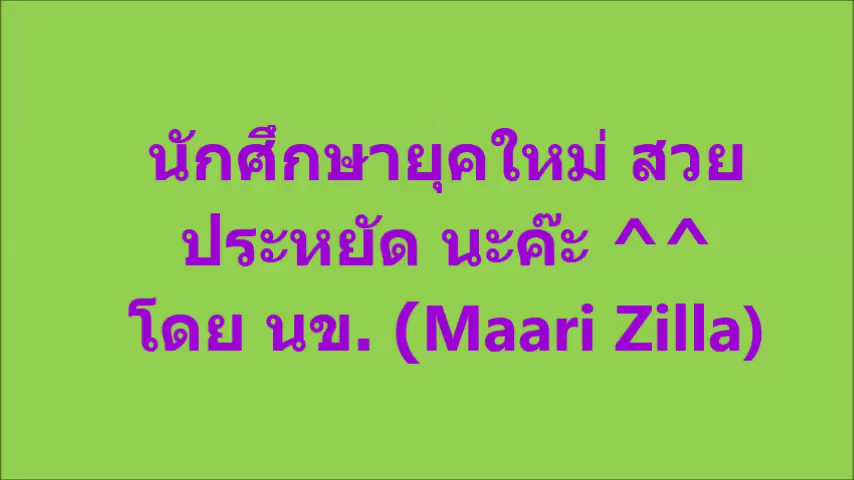 นักศึกษายุคใหม่ สวย
ประหยัด นะค๊ะ ^^
โดย นข. (Maari Zilla)